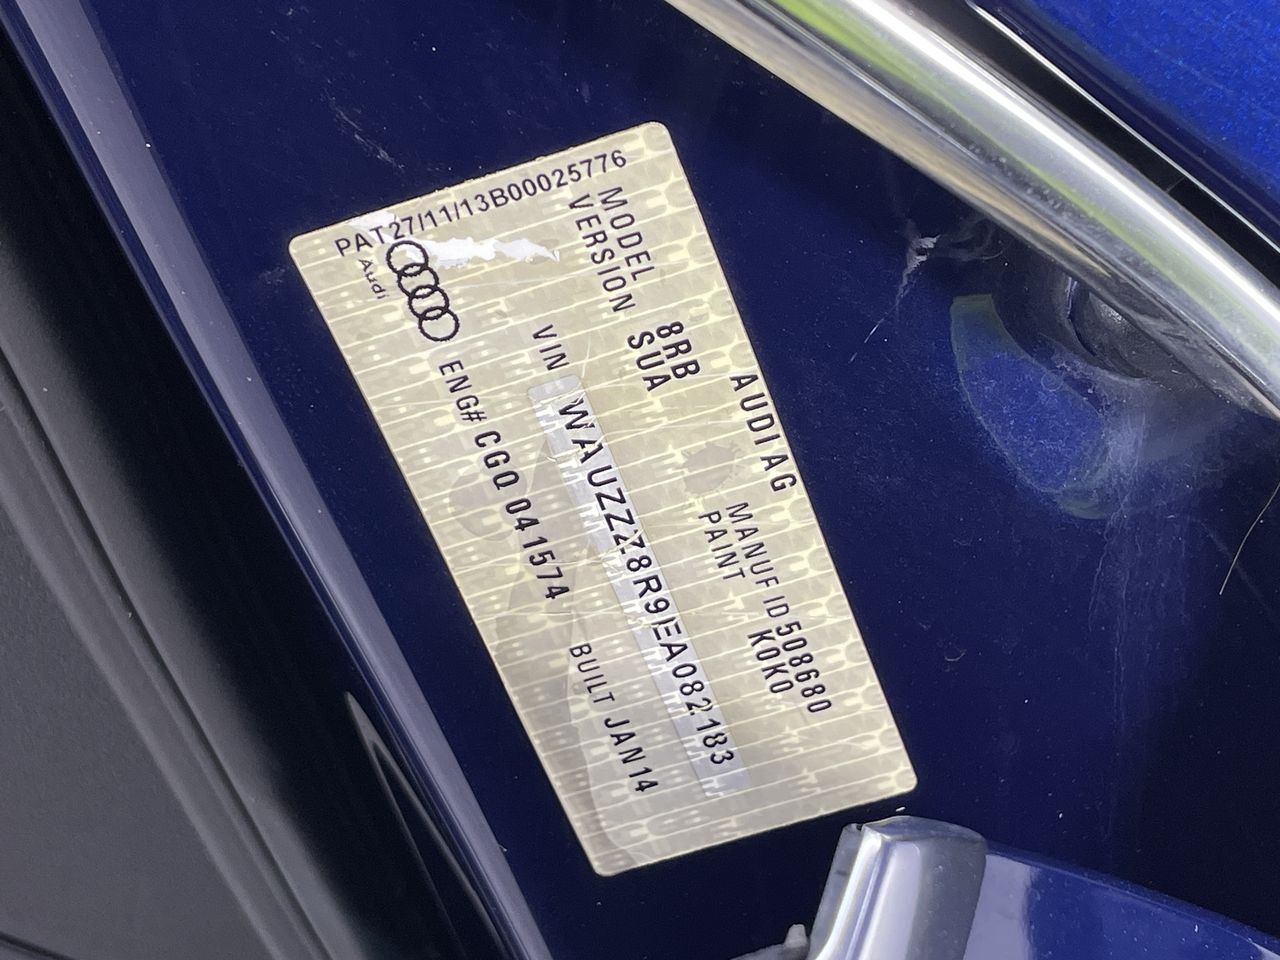 PAT27/11/13B00025776
AUDI AG
MODEL 8RB MANUF ID 508680
VERSION SUA PAINT K0K0
VIN WAUZZZ8R9EA082183
Audi
ENG# CGQ 041574 BUILT JAN14